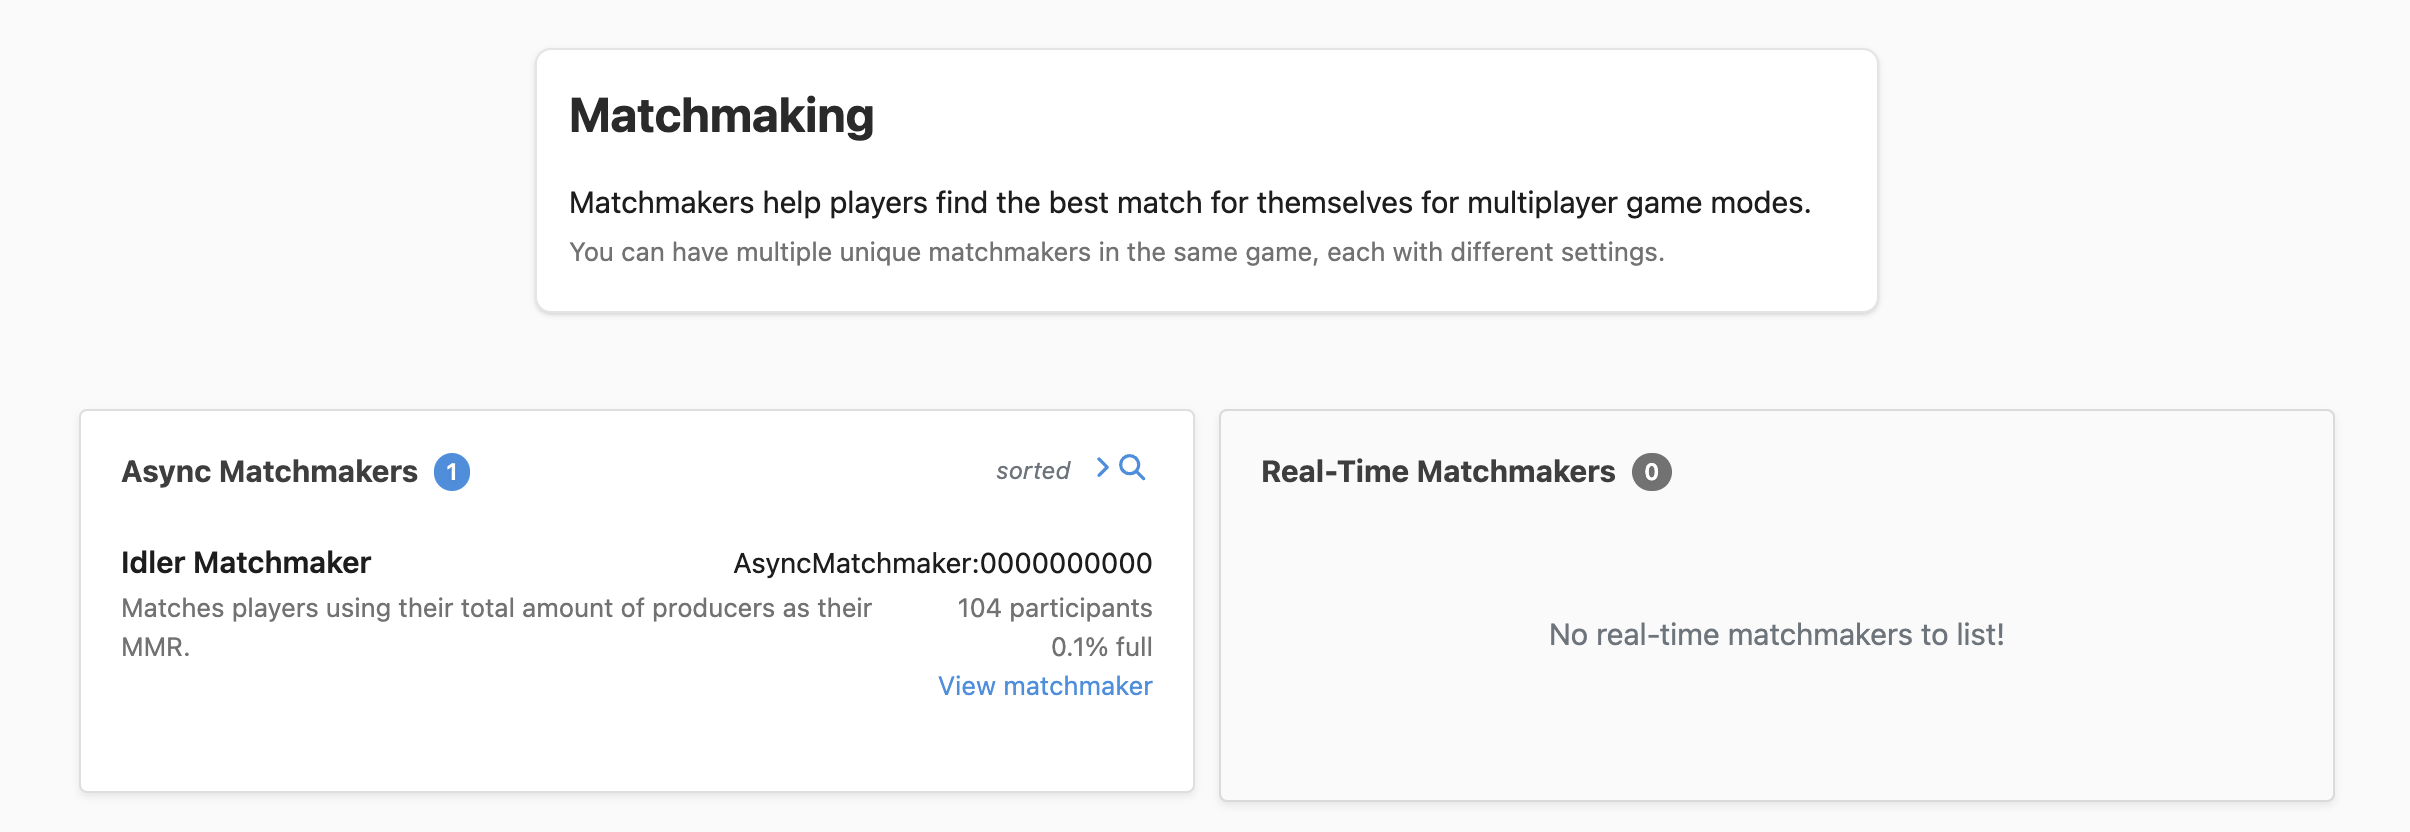 Matchmaking
Matchmakers help players find the best match for themselves for multiplayer game modes.
You can have multiple unique matchmakers in the same game, each with different settings.
Async Matchmakers 1
sorted
Idler Matchmaker
AsyncMatchmaker:0000000000
Matches players using their total amount of producers as their
MMR.
104 participants
0.1% full
View matchmaker
Real-Time Matchmakers 0
No real-time matchmakers to list!